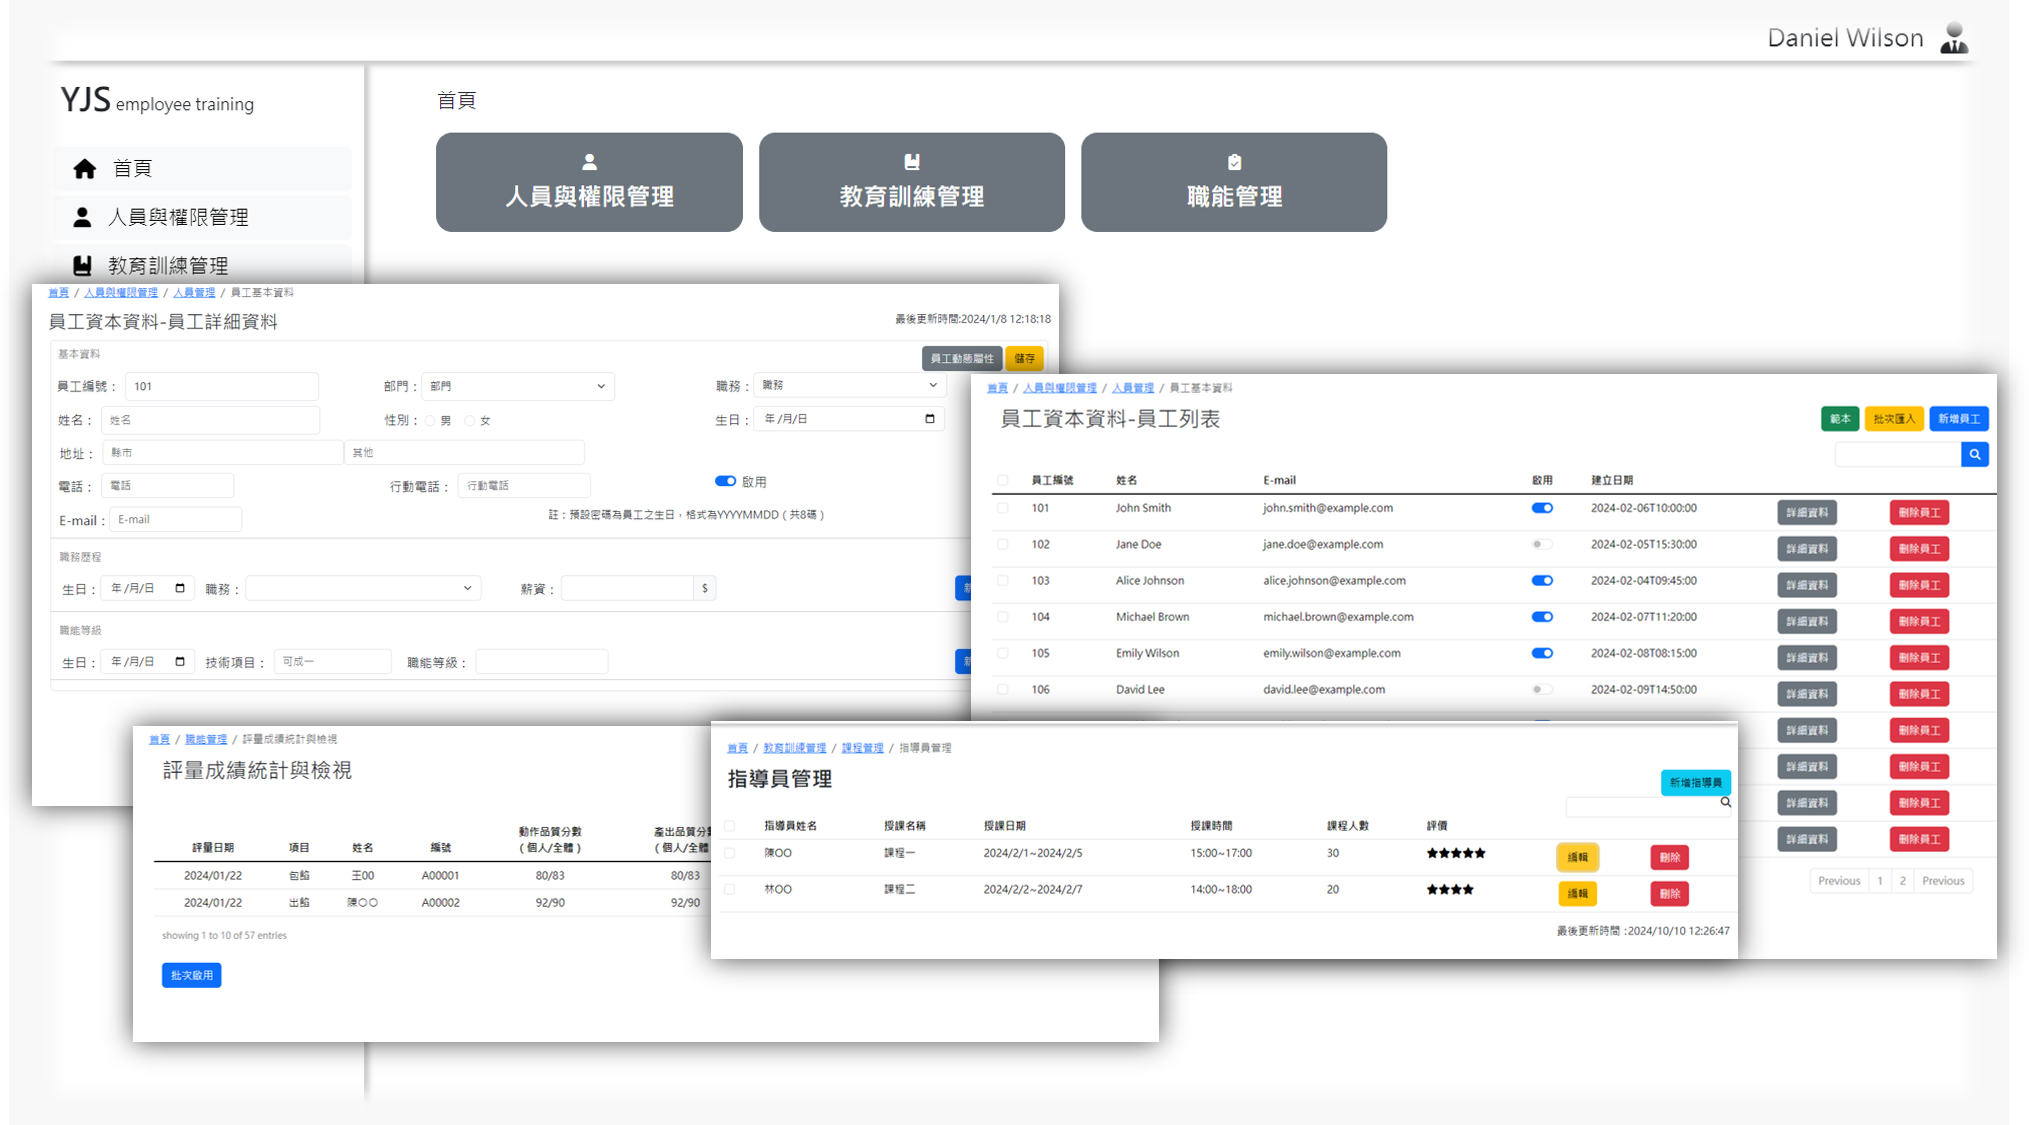 Daniel Wilson
YJS employee training
首頁
人員與權限管理
教育訓練管理
首頁
人員與權限管理
教育訓練管理
職能管理
首頁 / 人員與權限管理 / 人員管理 / 員工基本資料
員工資本資料-員工詳細資料
最後更新時間:2024/1/8 12:18:18
基本資料
員工動態屬性 儲存
員工編號： 101 部門： 部門 職務： 職務
姓名： 姓名 性別： 男 女 生日： 年/月/日
地址： 縣市 其他
電話： 電話 行動電話： 行動電話 啟用
E-mail： E-mail 註：預設密碼為員工之生日，格式為YYYYMMDD（共8碼）
職務歷程
生日： 年/月/日 職務： 薪資： $
職能等級
生日： 年/月/日 技術項目： 可成一 職能等級：
首頁 / 人員與權限管理 / 人員管理 / 員工基本資料
員工資本資料-員工列表
範本 批次匯入 新增員工
員工編號 姓名 E-mail 啟用 建立日期
101 John Smith john.smith@example.com 2024-02-06T10:00:00 詳細資料 刪除員工
102 Jane Doe jane.doe@example.com 2024-02-05T15:30:00 詳細資料 刪除員工
103 Alice Johnson alice.johnson@example.com 2024-02-04T09:45:00 詳細資料 刪除員工
104 Michael Brown michael.brown@example.com 2024-02-07T11:20:00 詳細資料 刪除員工
105 Emily Wilson emily.wilson@example.com 2024-02-08T08:15:00 詳細資料 刪除員工
106 David Lee david.lee@example.com 2024-02-09T14:50:00 詳細資料 刪除員工
詳細資料 刪除員工
詳細資料 刪除員工
詳細資料 刪除員工
詳細資料 刪除員工
Previous 1 2 Previous
首頁 / 職能管理 / 評量成績統計與檢視
評量成績統計與檢視
評量日期 項目 姓名 編號 動作品質分數（個人/全體） 產出品質分數（個人/全體
2024/01/22 包餡 王00 A00001 80/83 80/83
2024/01/22 出餡 陳〇〇 A00002 92/90 92/90
showing 1 to 10 of 57 entries
批次啟用
首頁 / 教育訓練管理 / 課程管理 / 指導員管理
指導員管理
新增指導員
指導員姓名 授課名稱 授課日期 授課時間 課程人數 評價
陳OO 課程一 2024/2/1~2024/2/5 15:00~17:00 30 ★★★★★ 編輯 刪除
林OO 課程二 2024/2/2~2024/2/7 14:00~18:00 20 ★★★★ 編輯 刪除
最後更新時間 :2024/10/10 12:26:47